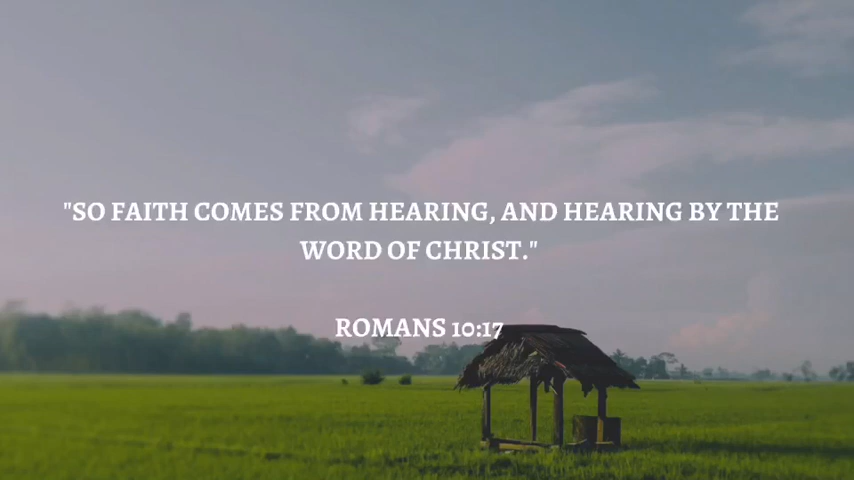 "SO FAITH COMES FROM HEARING, AND HEARING BY THE
WORD OF CHRIST."
ROMANS 10:17